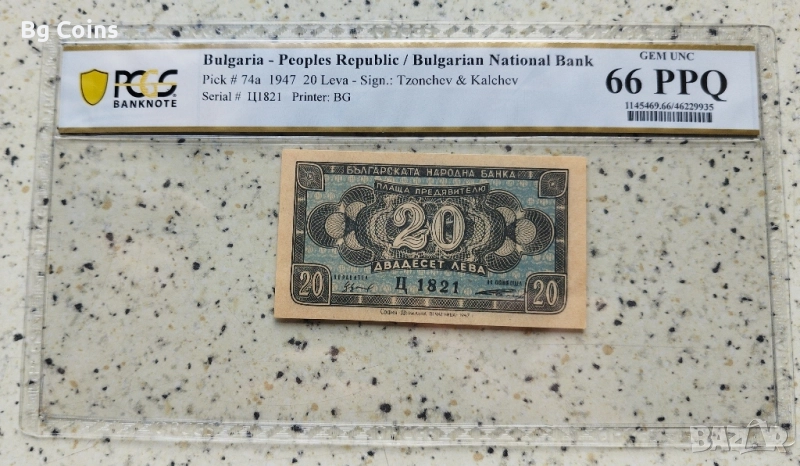 Bg Coins
PCGS
BANKNOTE
Bulgaria - Peoples Republic / Bulgarian National Bank
Pick # 74a 1947 20 Leva - Sign.: Tzonchev & Kalchev
Serial # Ц1821 Printer: BG
GEM UNC
66 PPQ
1145469.66/46229935
БЪЛГАРСКАТА НАРОДНА БАНКА
ПЛАЩА ПРЕДЯВИТЕЛЮ
20
ДВАДЕСЕТ ЛЕВА
Ц 1821
20
20
BAZAR